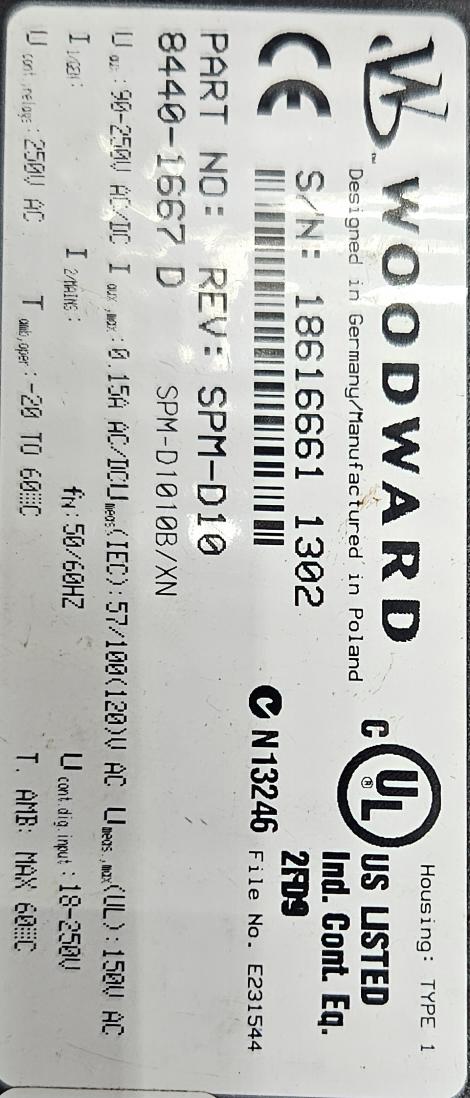 WOODWARD
Designed in Germany/Manufactured in Poland
Housing: TYPE 1
C UL US LISTED
Ind. Cont. Eq.
2FD9
CE
S/N: 18616661 1302
N13246
File No. E231544
PART NO: REV: SPM-D10
8440-1667 D SPM-D1010B/XN
U aux: 90-250V AC/DC I aux,max: 0.15A AC/DC U meas(IEC): 57/100(120)V AC U meas,max(UL): 150V AC
I 1/GEN: I 2/MAINS: fN: 50/60HZ U cont.dig.input: 18-250V
U cont,relays: 250V AC T amb,oper: -20 TO 60 C T. AMB: MAX 60 C